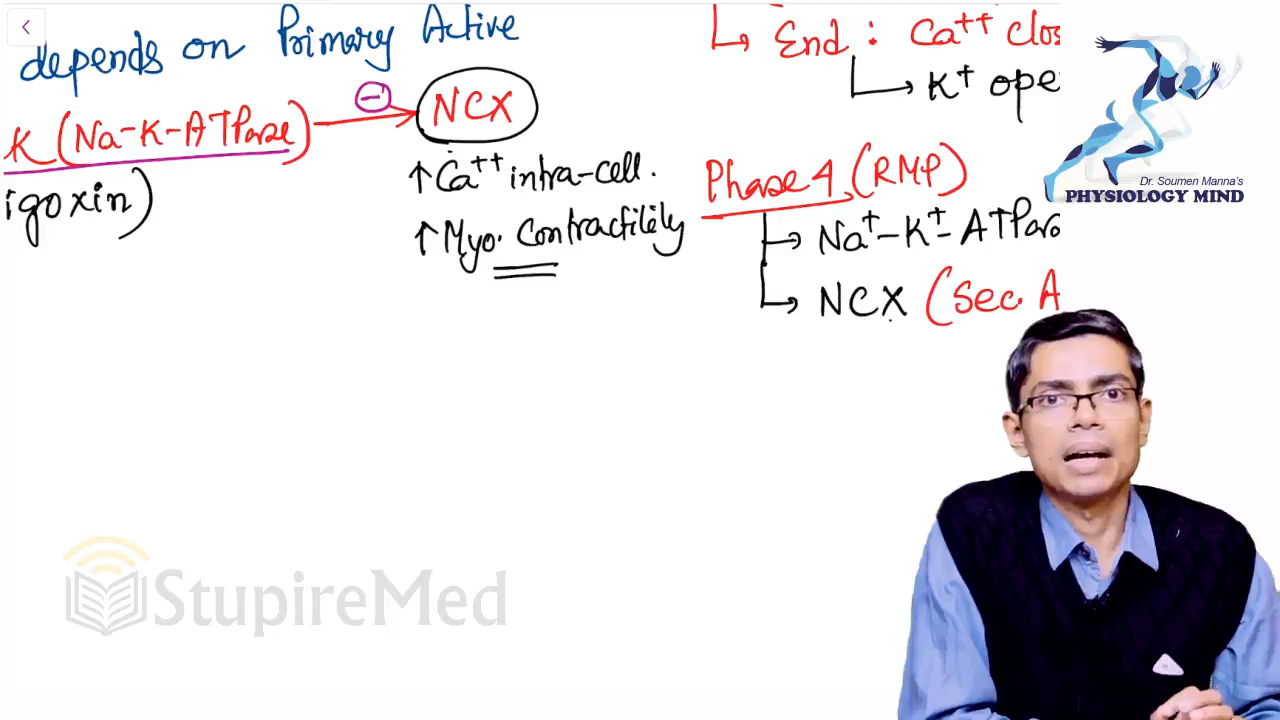 depends on Primary Active
K (Na-K-ATPase) ⊖→ NCX
igoxin)
↑ Ca++ intra-cell.
↑ Myo. Contractility
↳ End : Ca++ clos
↳ K+ ope
Phase 4 (RMP)
→ Na+-K+- ATPase
→ NCX (Sec. A
Dr. Soumen Manna's
PHYSIOLOGY MIND
StupireMed